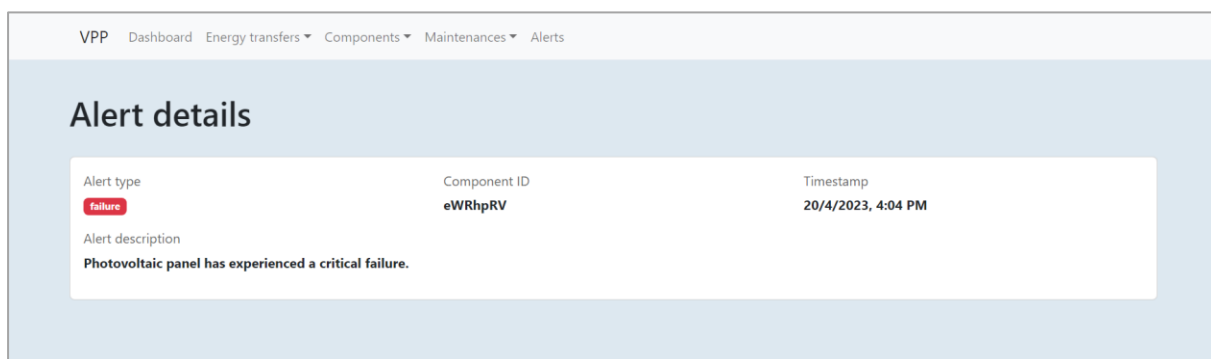 VPP Dashboard Energy transfers Components Maintenances Alerts
Alert details
Alert type Component ID Timestamp
failure eWRhpRV 20/4/2023, 4:04 PM
Alert description
Photovoltaic panel has experienced a critical failure.